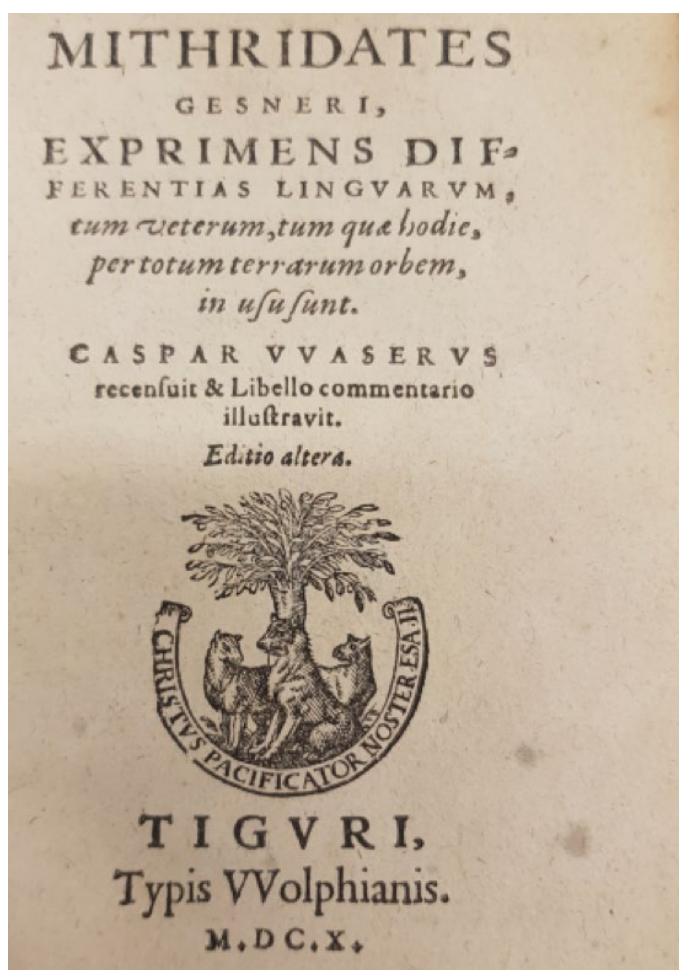 MITHRIDATES
GESNERI,
EXPRIMENS DIF-
FERENTIAS LINGVARVM,
tum veterum, tum quæ hodie,
per totum terrarum orbem,
in uſu ſunt.
CASPAR VVASERVS
recenſuit & Libello commentario
illuſtravit.
Editio altera.
CHRISTVS PACIFICATOR NOSTER ESA. II.
TIGVRI,
Typis VVolphianis.
M. DC. X.